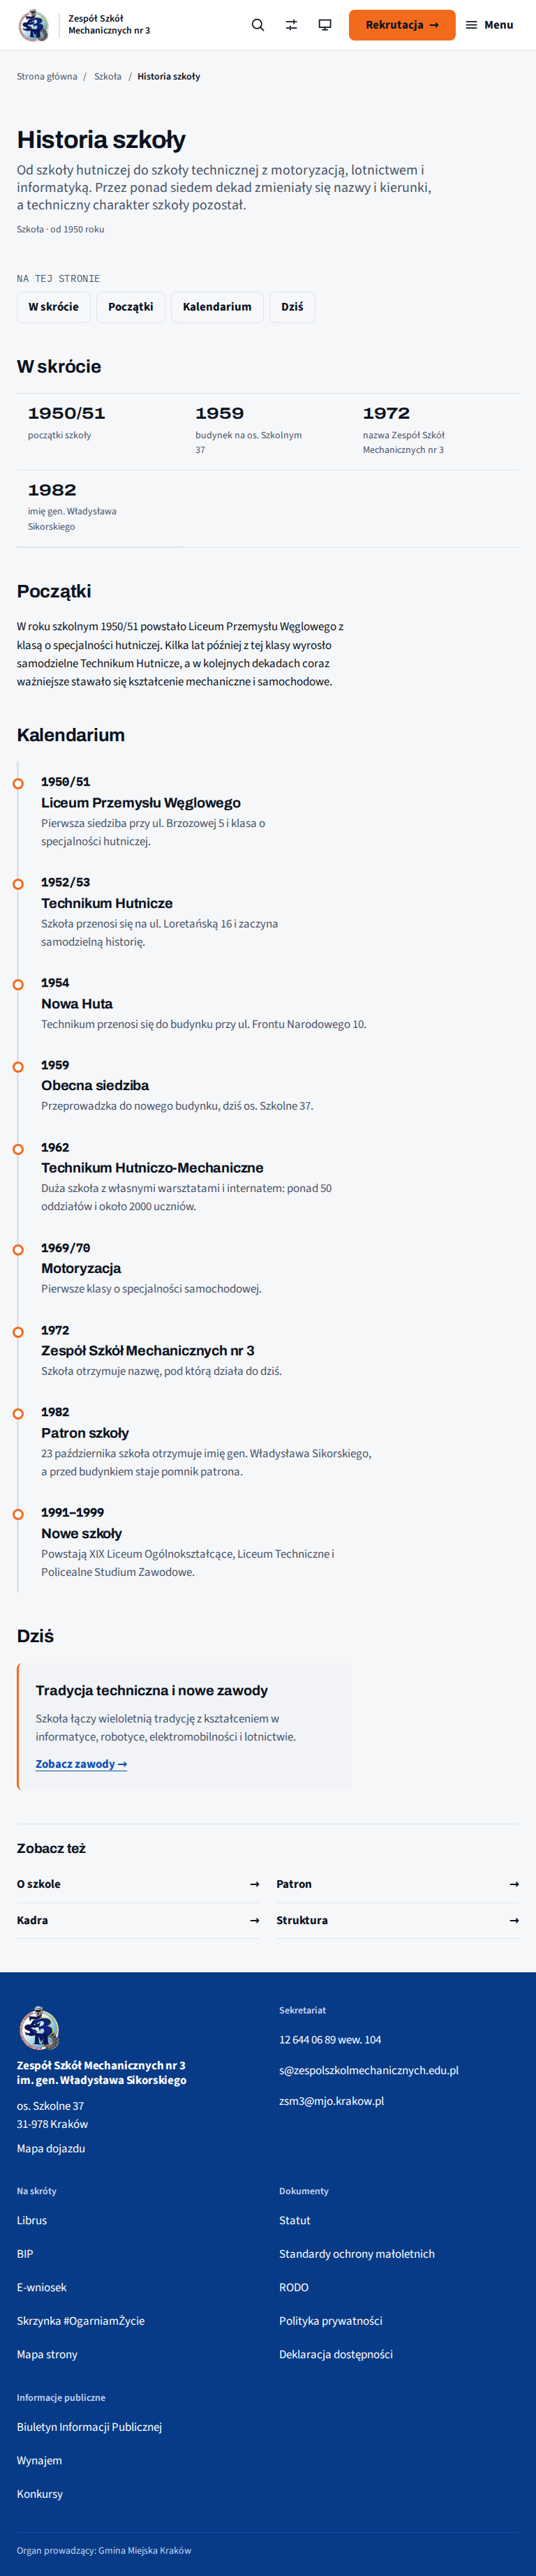 Zespół Szkół
Mechanicznych nr 3
Rekrutacja →
Menu
Strona główna / Szkoła / Historia szkoły
Historia szkoły
Od szkoły hutniczej do szkoły technicznej z motoryzacją, lotnictwem i
informatyką. Przez ponad siedem dekad zmieniały się nazwy i kierunki,
a techniczny charakter szkoły pozostał.
Szkoła · od 1950 roku
NA TEJ STRONIE
W skrócie
Początki
Kalendarium
Dziś
W skrócie
1950/51
początki szkoły
1959
budynek na os. Szkolnym
37
1972
nazwa Zespół Szkół
Mechanicznych nr 3
1982
imię gen. Władysława
Sikorskiego
Początki
W roku szkolnym 1950/51 powstało Liceum Przemysłu Węglowego z
klasą o specjalności hutniczej. Kilka lat później z tej klasy wyrosło
samodzielne Technikum Hutnicze, a w kolejnych dekadach coraz
ważniejsze stawało się kształcenie mechaniczne i samochodowe.
Kalendarium
1950/51
Liceum Przemysłu Węglowego
Pierwsza siedziba przy ul. Brzozowej 5 i klasa o
specjalności hutniczej.
1952/53
Technikum Hutnicze
Szkoła przenosi się na ul. Loretańską 16 i zaczyna
samodzielną historię.
1954
Nowa Huta
Technikum przenosi się do budynku przy ul. Frontu Narodowego 10.
1959
Obecna siedziba
Przeprowadzka do nowego budynku, dziś os. Szkolne 37.
1962
Technikum Hutniczo-Mechaniczne
Duża szkoła z własnymi warsztatami i internatem: ponad 50
oddziałów i około 2000 uczniów.
1969/70
Motoryzacja
Pierwsze klasy o specjalności samochodowej.
1972
Zespół Szkół Mechanicznych nr 3
Szkoła otrzymuje nazwę, pod którą działa do dziś.
1982
Patron szkoły
23 października szkoła otrzymuje imię gen. Władysława Sikorskiego,
a przed budynkiem staje pomnik patrona.
1991–1999
Nowe szkoły
Powstają XIX Liceum Ogólnokształcące, Liceum Techniczne i
Policealne Studium Zawodowe.
Dziś
Tradycja techniczna i nowe zawody
Szkoła łączy wieloletnią tradycję z kształceniem w
informatyce, robotyce, elektromobilności i lotnictwie.
Zobacz zawody →
Zobacz też
O szkole →
Patron →
Kadra →
Struktura →
Zespół Szkół Mechanicznych nr 3
im. gen. Władysława Sikorskiego
os. Szkolne 37
31-978 Kraków
Mapa dojazdu
Sekretariat
12 644 06 89 wew. 104
s@zespolszkolmechanicznych.edu.pl
zsm3@mjo.krakow.pl
Na skróty
Librus
BIP
E-wniosek
Skrzynka #OgarniamŻycie
Mapa strony
Dokumenty
Statut
Standardy ochrony małoletnich
RODO
Polityka prywatności
Deklaracja dostępności
Informacje publiczne
Biuletyn Informacji Publicznej
Wynajem
Konkursy
Organ prowadzący: Gmina Miejska Kraków